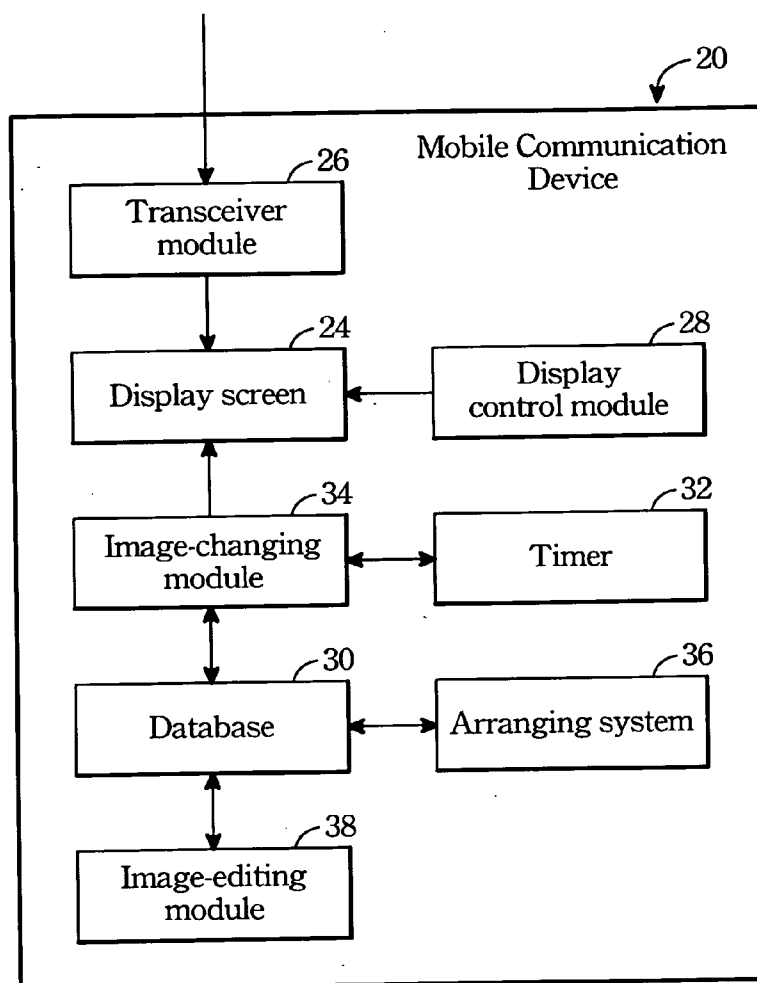 20
Mobile Communication
Device
26
Transceiver
module
24
Display screen
28
Display
control module
34
Image-changing
module
32
Timer
30
Database
36
Arranging system
38
Image-editing
module